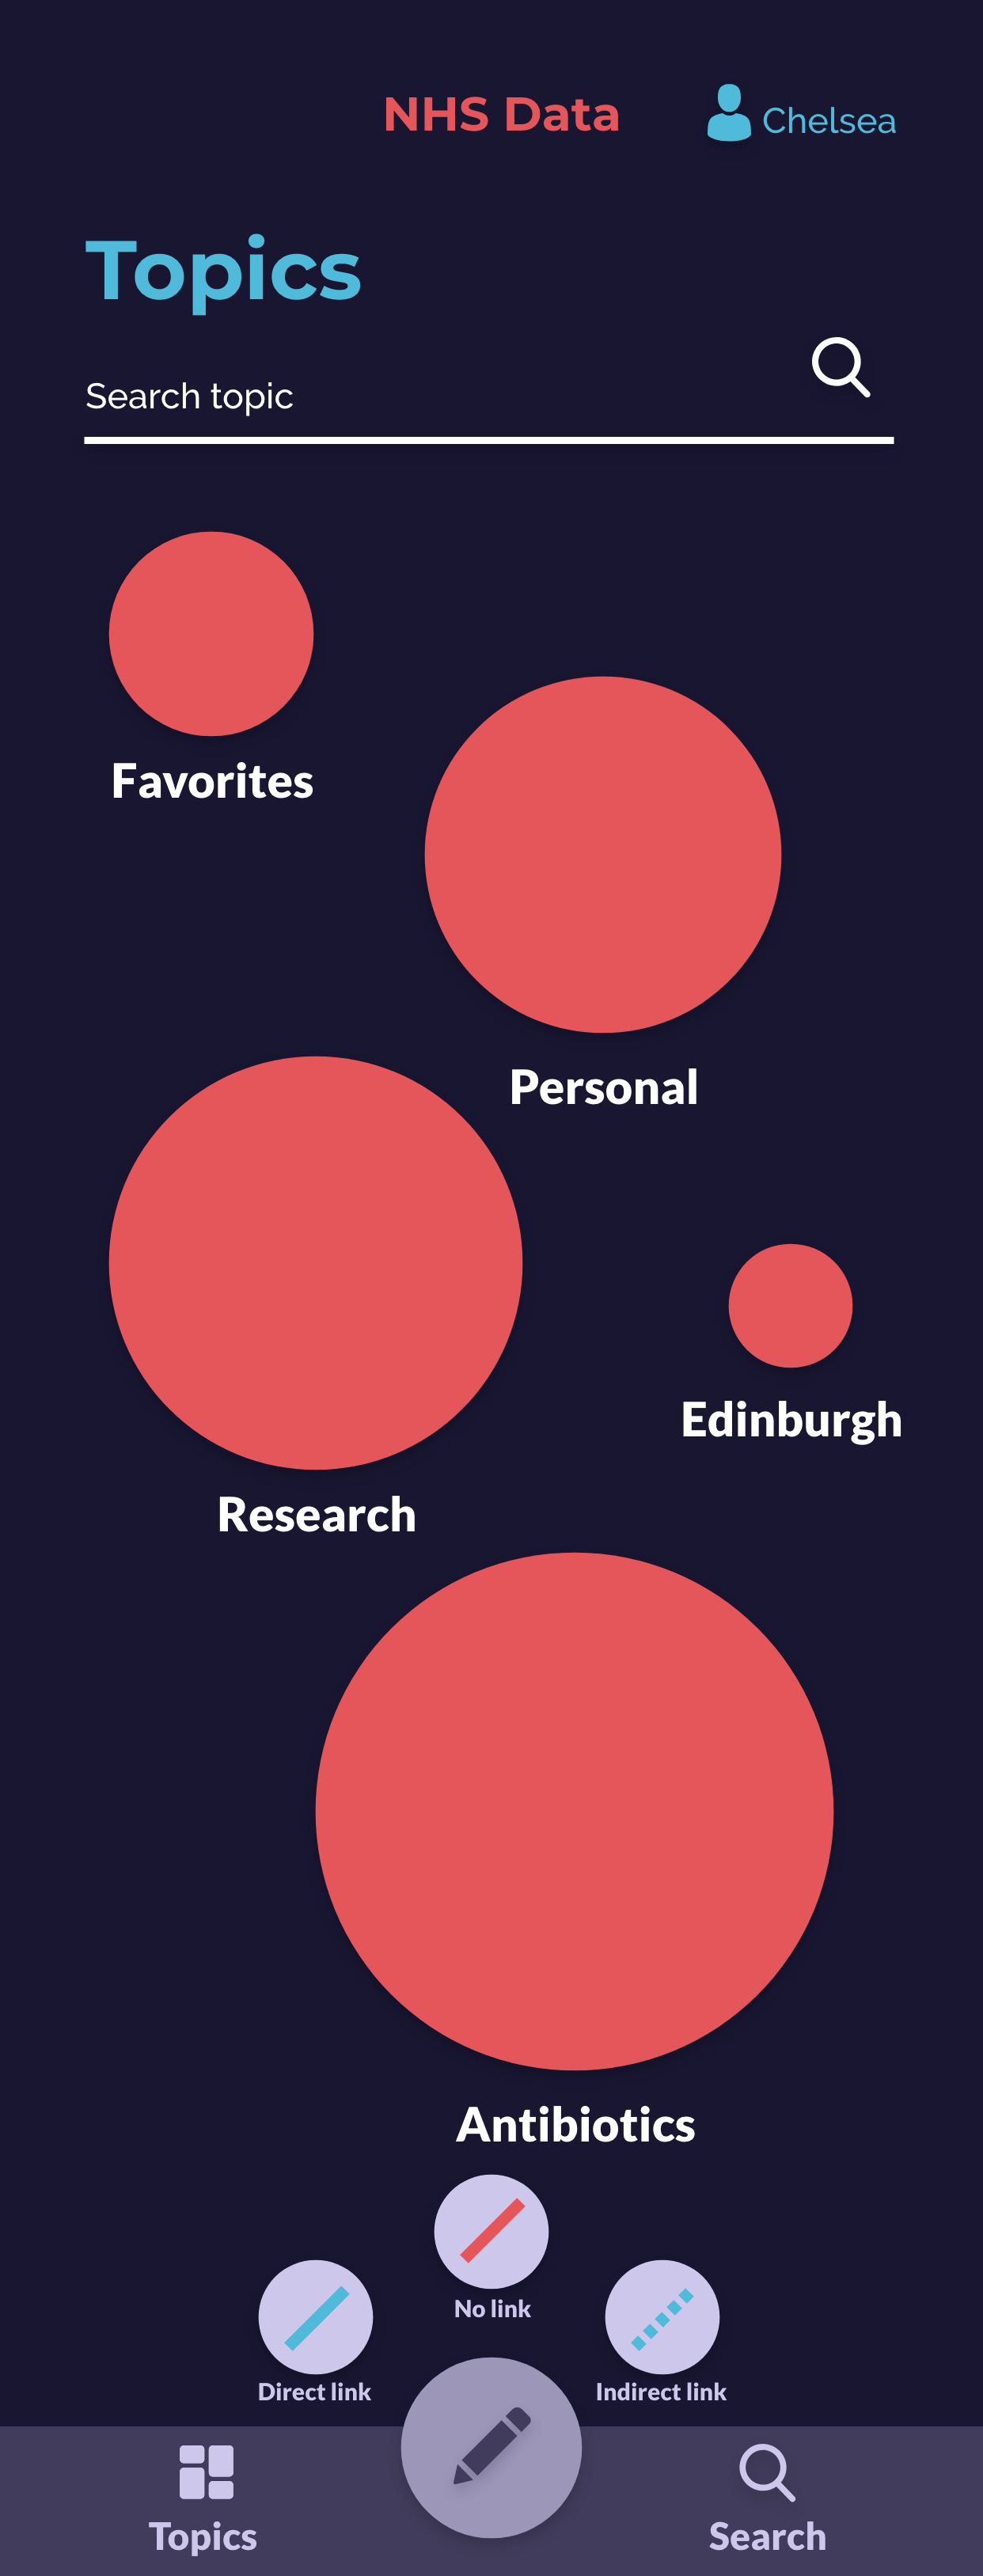 NHS Data
Chelsea
Topics
Search topic
Favorites
Personal
Edinburgh
Research
Antibiotics
No link
Direct link
Indirect link
Topics
Search